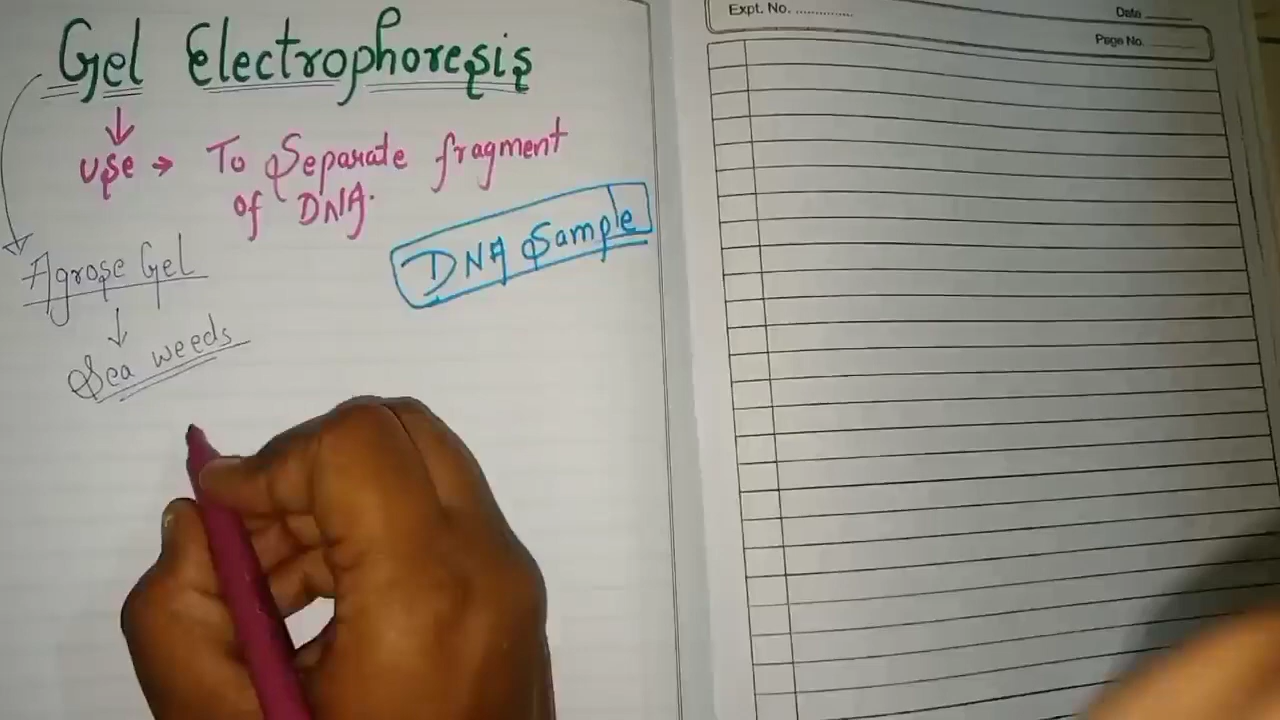 Gel Electrophoresis
use → To Separate fragment
of DNA.
DNA Sample
Agrose Gel
Sea weeds
Expt. No. ..............
Date
Page No.